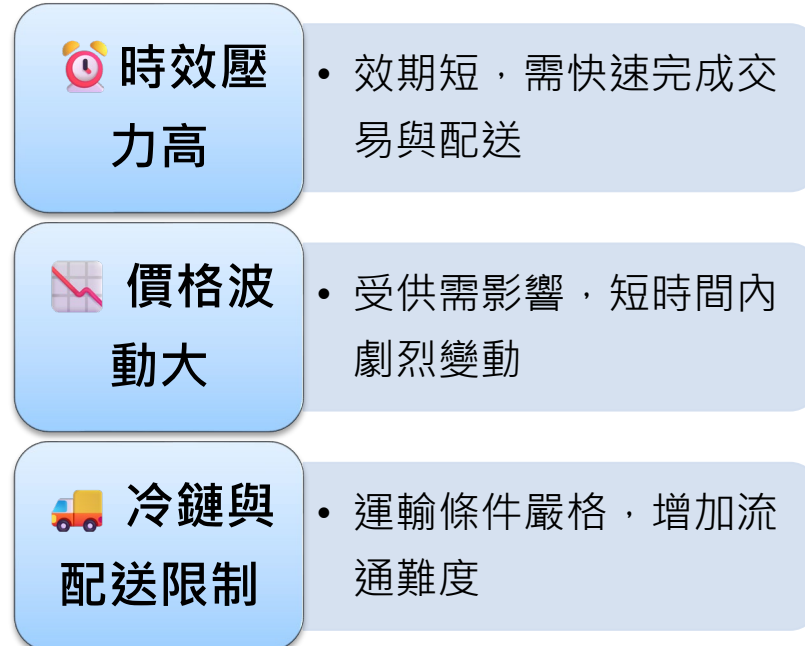 時效壓
力高
• 效期短，需快速完成交
易與配送
價格波
動大
• 受供需影響，短時間內
劇烈變動
冷鏈與
配送限制
• 運輸條件嚴格，增加流
通難度